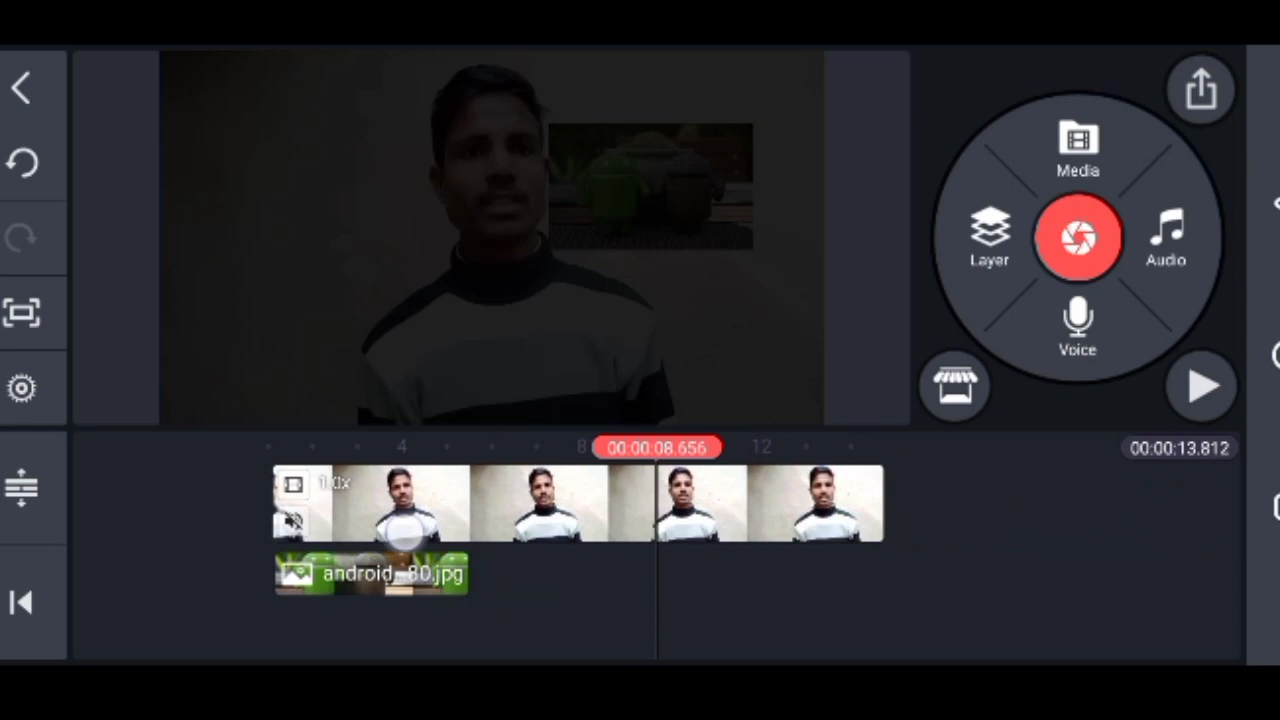 Media
Layer
Audio
Voice
4
8
00:00:08.656
12
00:00:13.812
1.0x
android_80.jpg